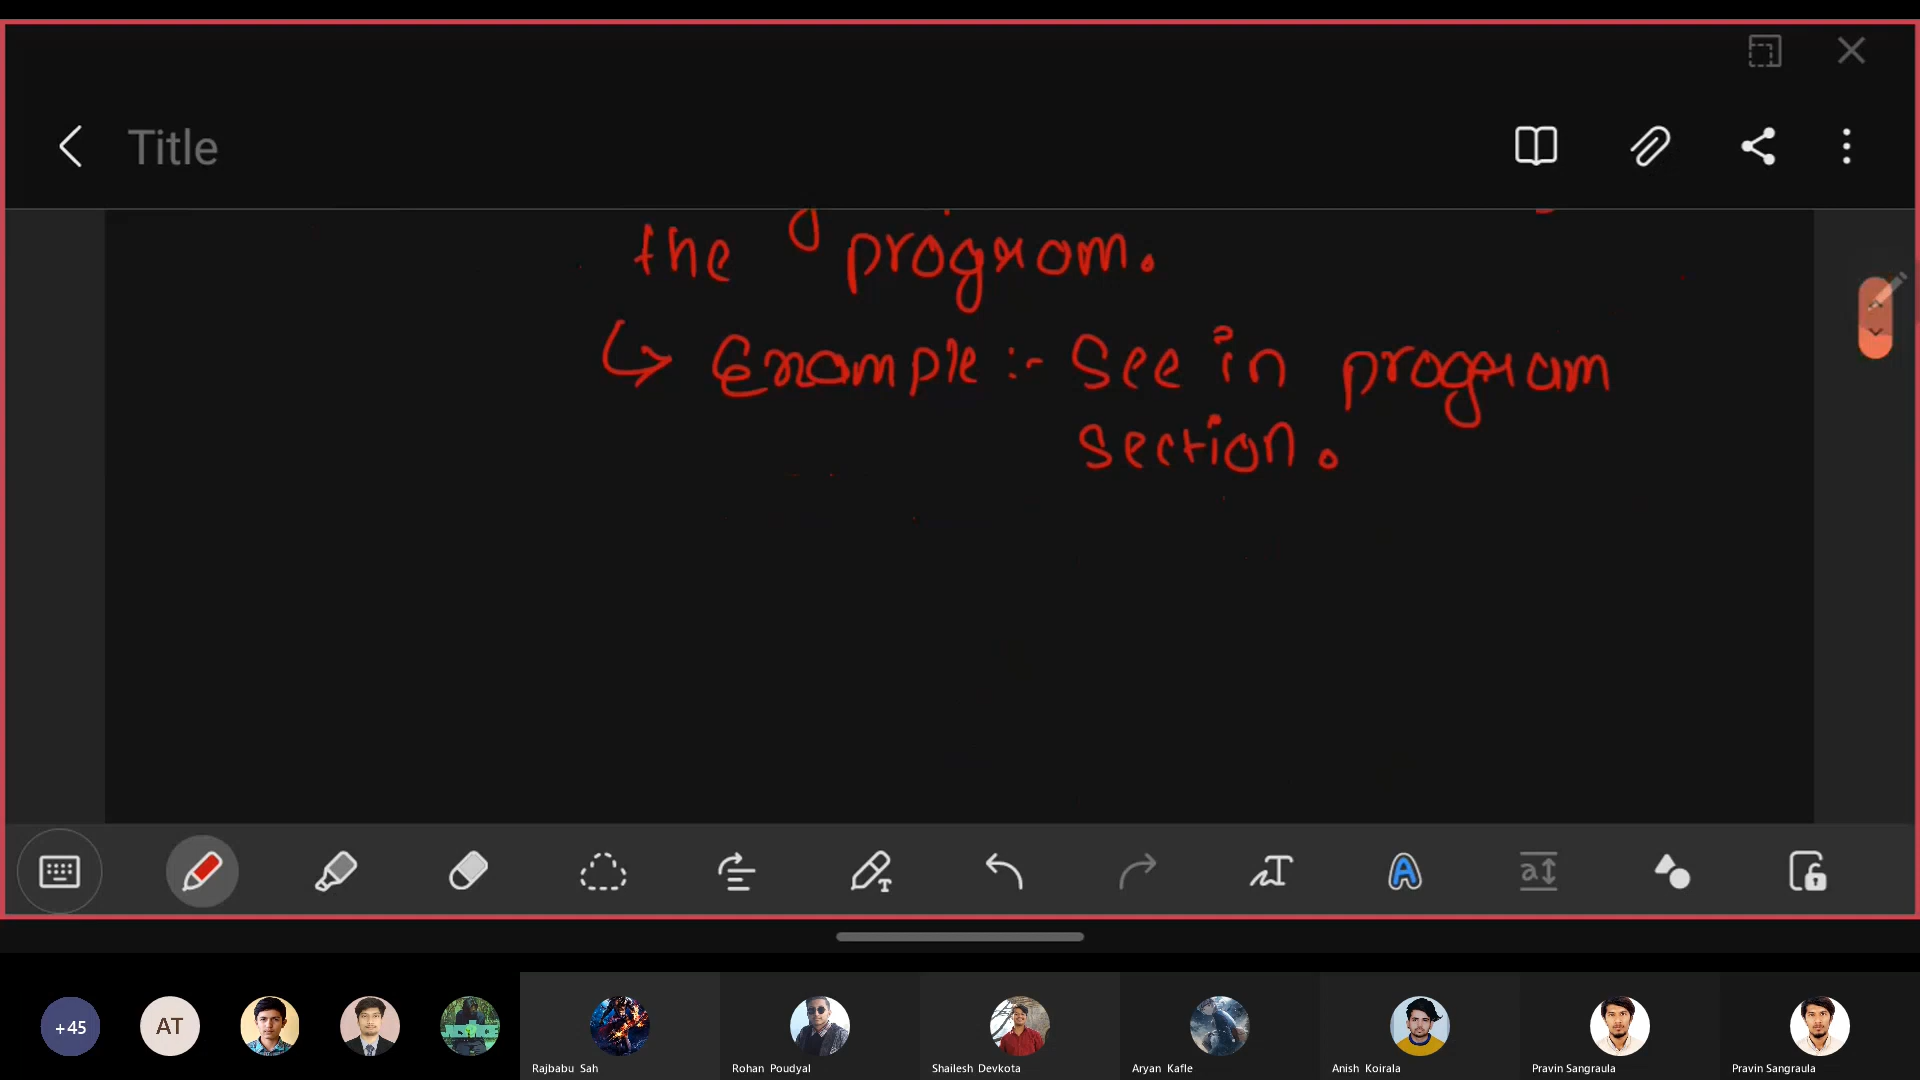 Title
the program.
↳ Example :- See in program
section.
+45
AT
JUSTICE
Rajbabu Sah
Rohan Poudyal
Shailesh Devkota
Aryan Kafle
Anish Koirala
Pravin Sangraula
Pravin Sangraula